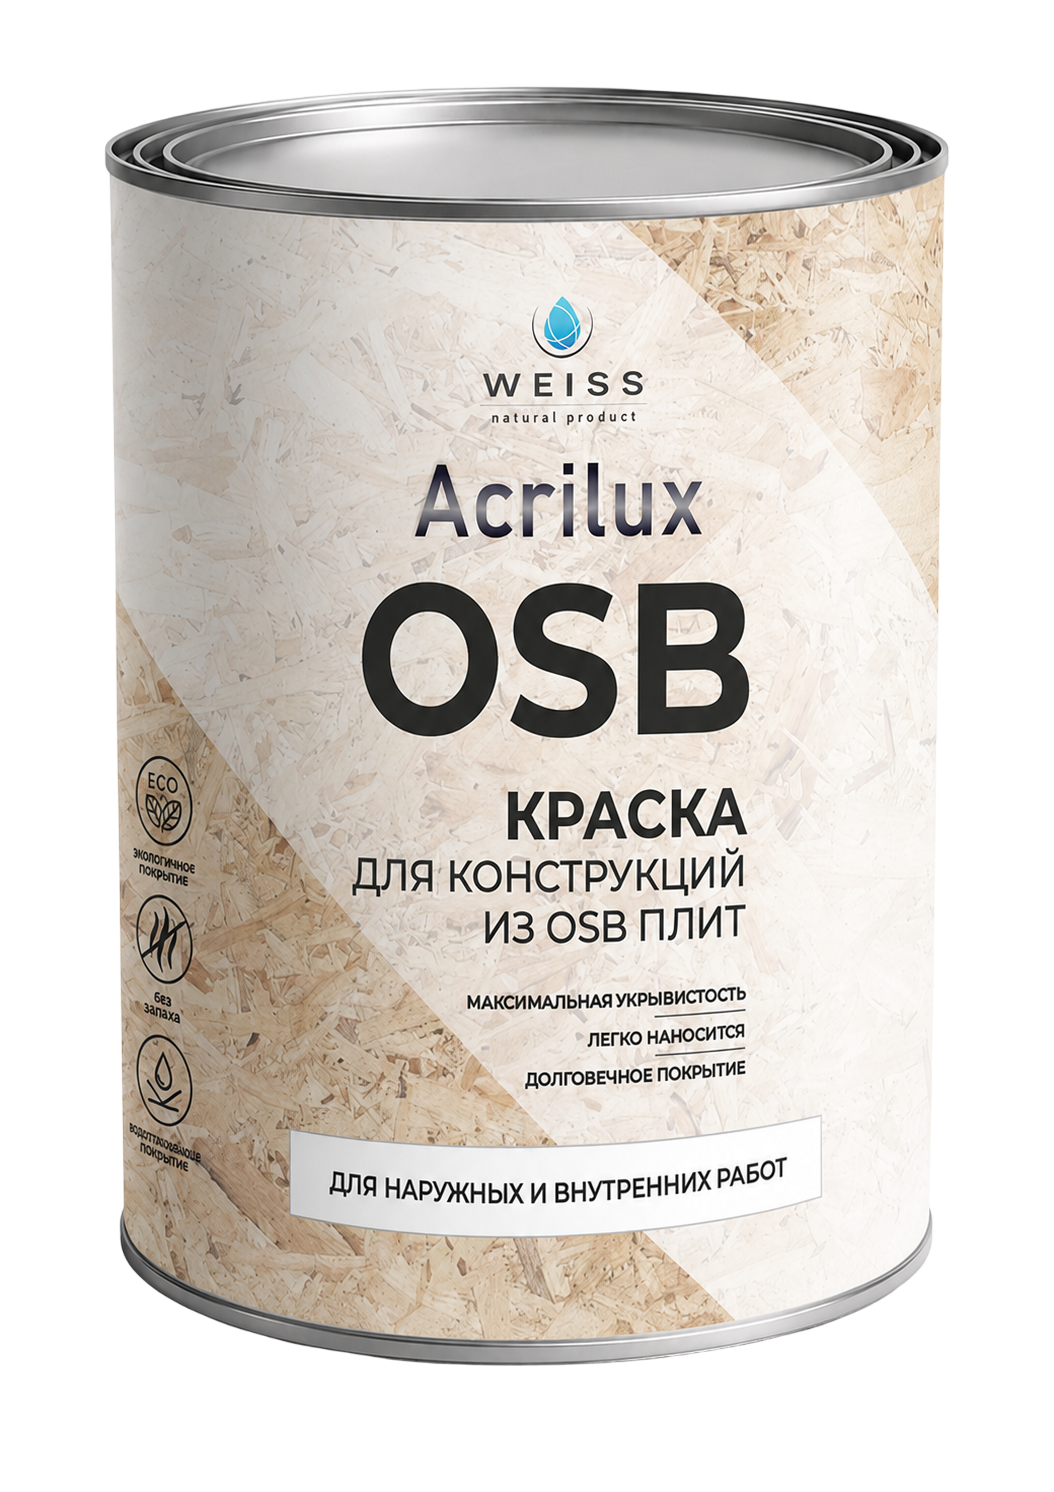 WEISS
natural product
Acrilux
OSB
КРАСКА
ДЛЯ КОНСТРУКЦИЙ
ИЗ OSB ПЛИТ
МАКСИМАЛЬНАЯ УКРЫВИСТОСТЬ
ЛЕГКО НАНОСИТСЯ
ДОЛГОВЕЧНОЕ ПОКРЫТИЕ
ДЛЯ НАРУЖНЫХ И ВНУТРЕННИХ РАБОТ
ECO
ЭКОЛОГИЧНОЕ
ПОКРЫТИЕ
без
запаха
ПОКРЫТИЕ